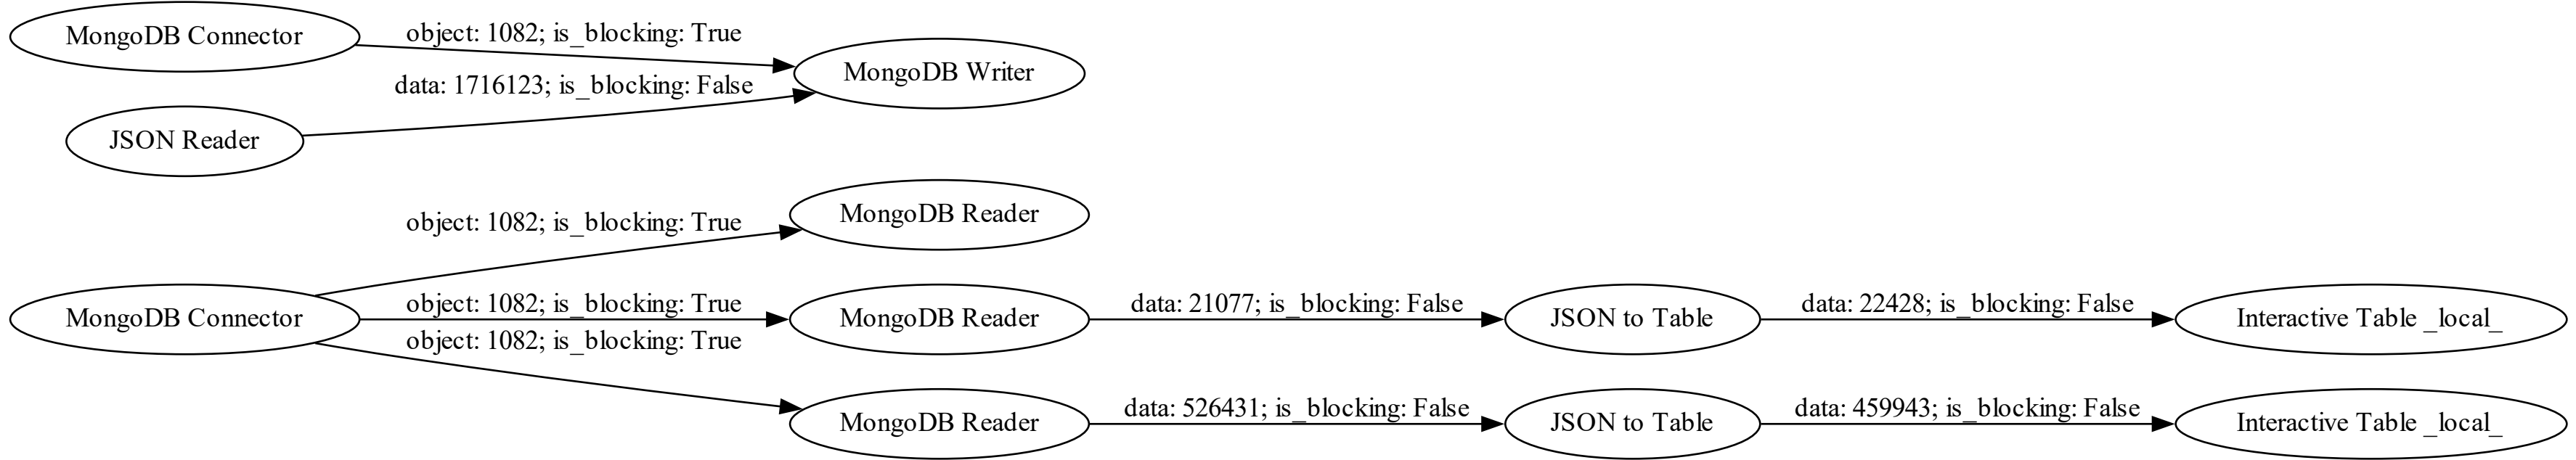 MongoDB Connector
object: 1082; is_blocking: True
MongoDB Writer
data: 1716123; is_blocking: False
JSON Reader
MongoDB Reader
object: 1082; is_blocking: True
MongoDB Connector
object: 1082; is_blocking: True
MongoDB Reader
data: 21077; is_blocking: False
JSON to Table
data: 22428; is_blocking: False
Interactive Table _local_
object: 1082; is_blocking: True
MongoDB Reader
data: 526431; is_blocking: False
JSON to Table
data: 459943; is_blocking: False
Interactive Table _local_